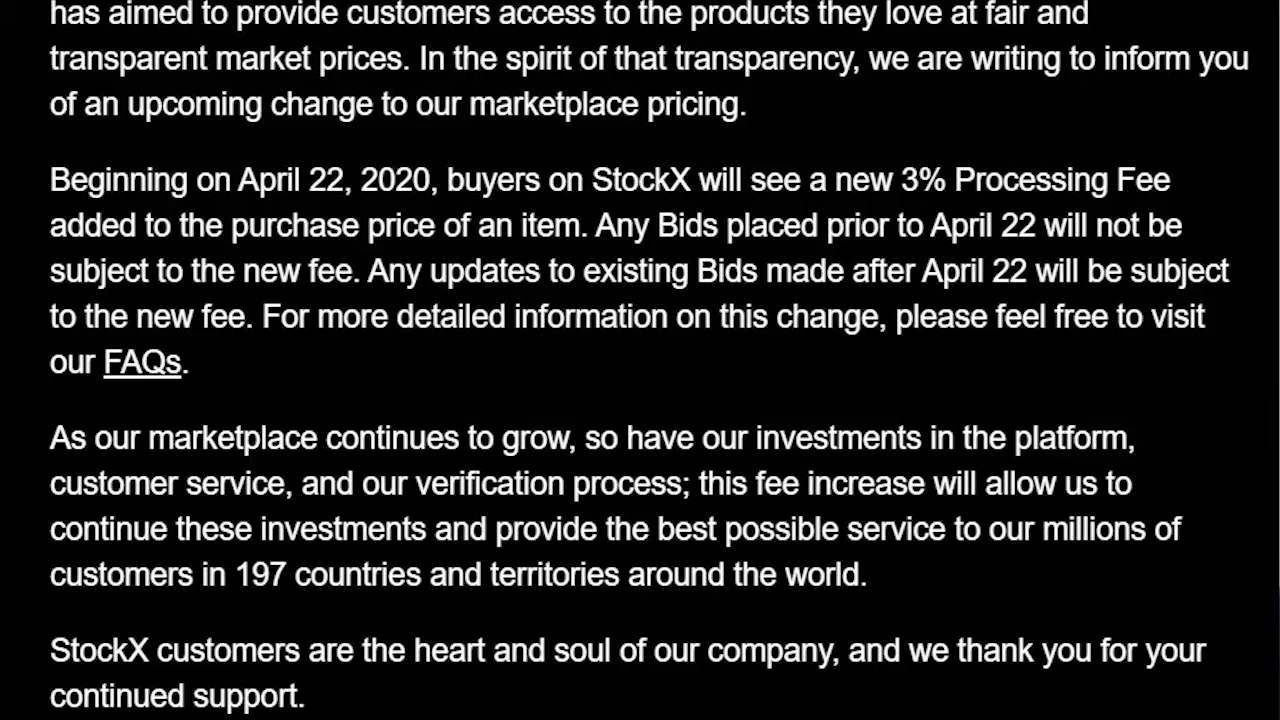 has aimed to provide customers access to the products they love at fair and
transparent market prices. In the spirit of that transparency, we are writing to inform you
of an upcoming change to our marketplace pricing.
Beginning on April 22, 2020, buyers on StockX will see a new 3% Processing Fee
added to the purchase price of an item. Any Bids placed prior to April 22 will not be
subject to the new fee. Any updates to existing Bids made after April 22 will be subject
to the new fee. For more detailed information on this change, please feel free to visit
our FAQs.
As our marketplace continues to grow, so have our investments in the platform,
customer service, and our verification process; this fee increase will allow us to
continue these investments and provide the best possible service to our millions of
customers in 197 countries and territories around the world.
StockX customers are the heart and soul of our company, and we thank you for your
continued support.